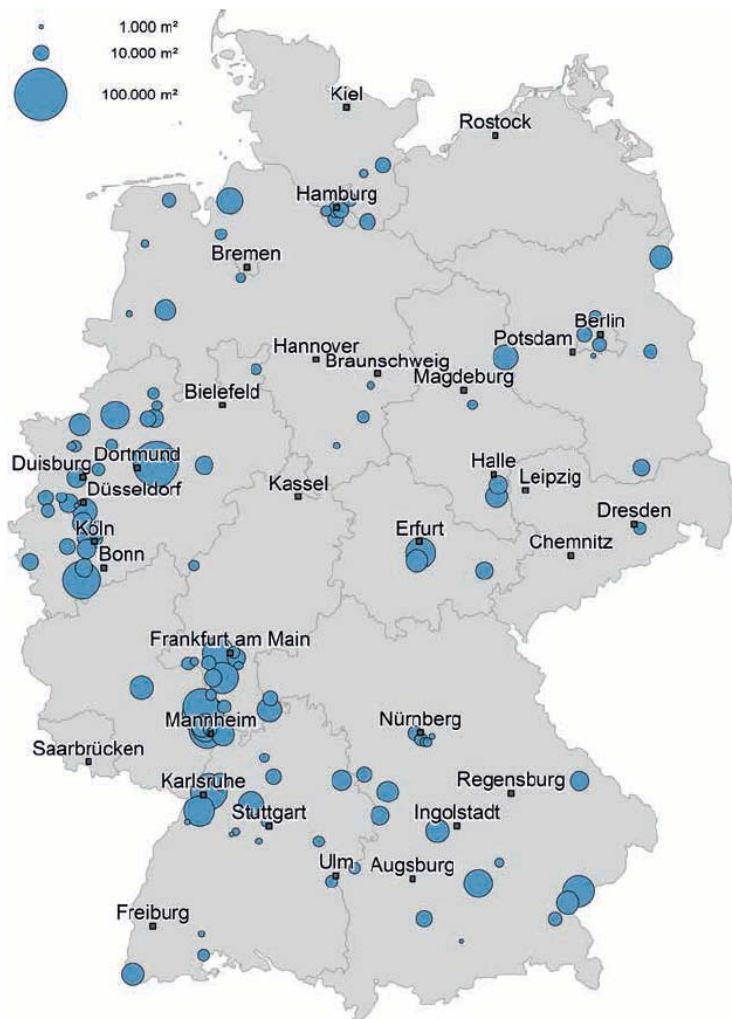 1.000 m²
10.000 m²
100.000 m²
Kiel
Rostock
Hamburg
Bremen
Berlin
Potsdam
Hannover
Braunschweig
Magdeburg
Bielefeld
Dortmund
Duisburg
Halle
Leipzig
Düsseldorf
Kassel
Dresden
Köln
Erfurt
Chemnitz
Bonn
Frankfurt am Main
Mannheim
Nürnberg
Saarbrücken
Karlsruhe
Regensburg
Stuttgart
Ingolstadt
Ulm
Augsburg
Freiburg